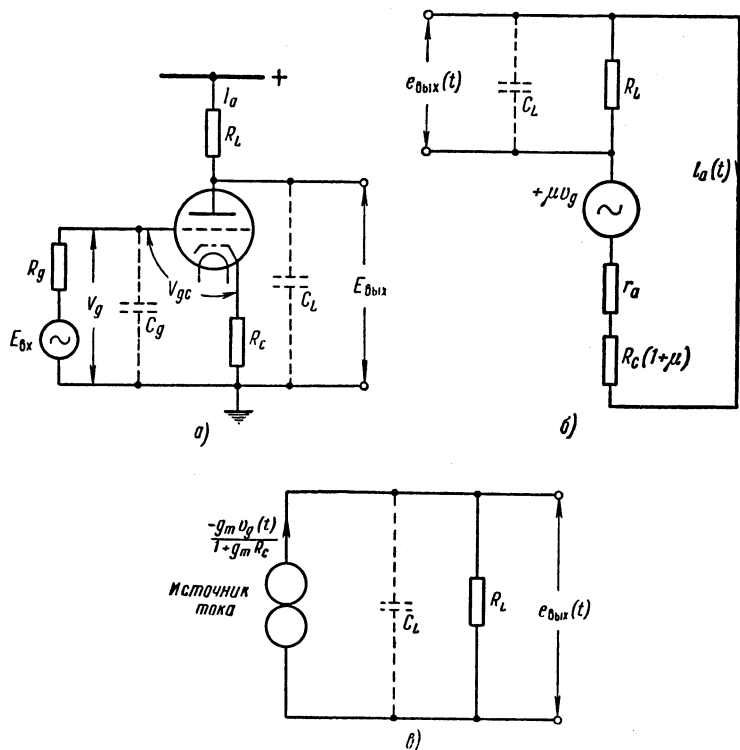 +
I_a
R_L
R_g
V_g
V_gc
C_g
E_вх
R_c
C_L
E_вых
а)
e_вых(t)
C_L
R_L
i_a(t)
+μv_g
r_a
R_c(1+μ)
б)
-g_m v_g(t)
1+g_m R_c
Источник
тока
C_L
R_L
e_вых(t)
в)